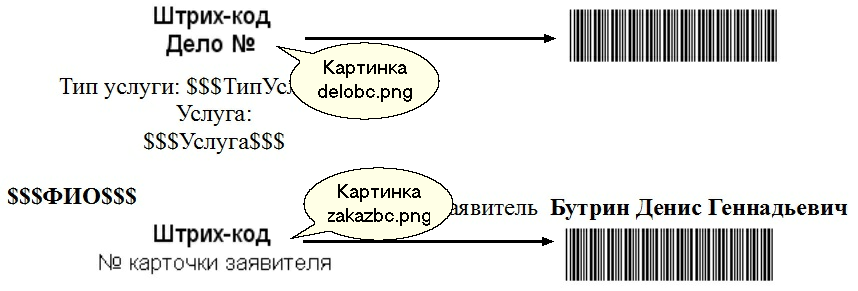 Штрих-код
Дело №
Картинка
delobc.png
Тип услуги: $$$ТипУс
Услуга:
$$$Услуга$$$
$$$ФИО$$$
Картинка
zakazbc.png
аявитель Бутрин Денис Геннадьевич
Штрих-код
№ карточки заявителя